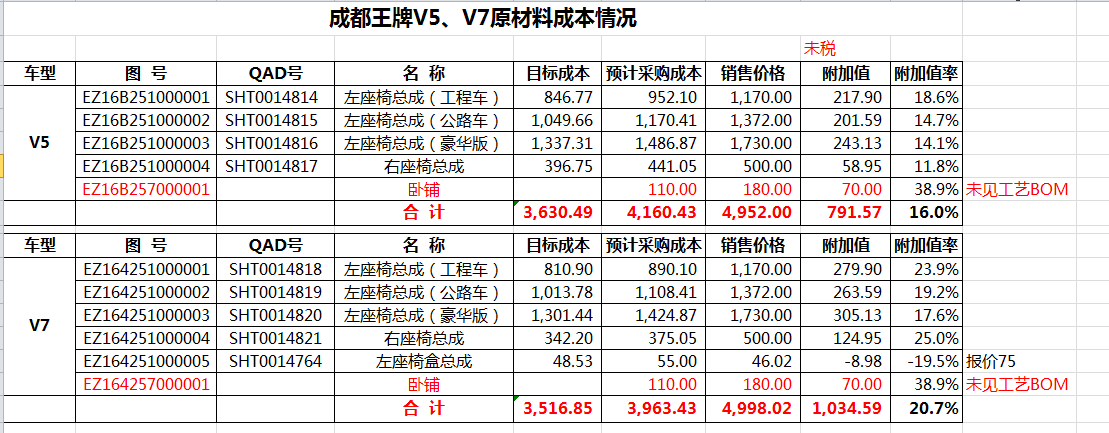 成都王牌V5、V7原材料成本情况
未税
车型 图 号 QAD号 名 称 目标成本 预计采购成本 销售价格 附加值 附加值率
V5
EZ16B251000001 SHT0014814 左座椅总成（工程车） 846.77 952.10 1,170.00 217.90 18.6%
EZ16B251000002 SHT0014815 左座椅总成（公路车） 1,049.66 1,170.41 1,372.00 201.59 14.7%
EZ16B251000003 SHT0014816 左座椅总成（豪华版） 1,337.31 1,486.87 1,730.00 243.13 14.1%
EZ16B251000004 SHT0014817 右座椅总成 396.75 441.05 500.00 58.95 11.8%
EZ16B257000001 卧铺 110.00 180.00 70.00 38.9% 未见工艺BOM
合 计 3,630.49 4,160.43 4,952.00 791.57 16.0%
车型 图 号 QAD号 名 称 目标成本 预计采购成本 销售价格 附加值 附加值率
V7
EZ164251000001 SHT0014818 左座椅总成（工程车） 810.90 890.10 1,170.00 279.90 23.9%
EZ164251000002 SHT0014819 左座椅总成（公路车） 1,013.78 1,108.41 1,372.00 263.59 19.2%
EZ164251000003 SHT0014820 左座椅总成（豪华版） 1,301.44 1,424.87 1,730.00 305.13 17.6%
EZ164251000004 SHT0014821 右座椅总成 342.20 375.05 500.00 124.95 25.0%
EZ164251000005 SHT0014764 左座椅盒总成 48.53 55.00 46.02 -8.98 -19.5% 报价75
EZ164257000001 卧铺 110.00 180.00 70.00 38.9% 未见工艺BOM
合 计 3,516.85 3,963.43 4,998.02 1,034.59 20.7%